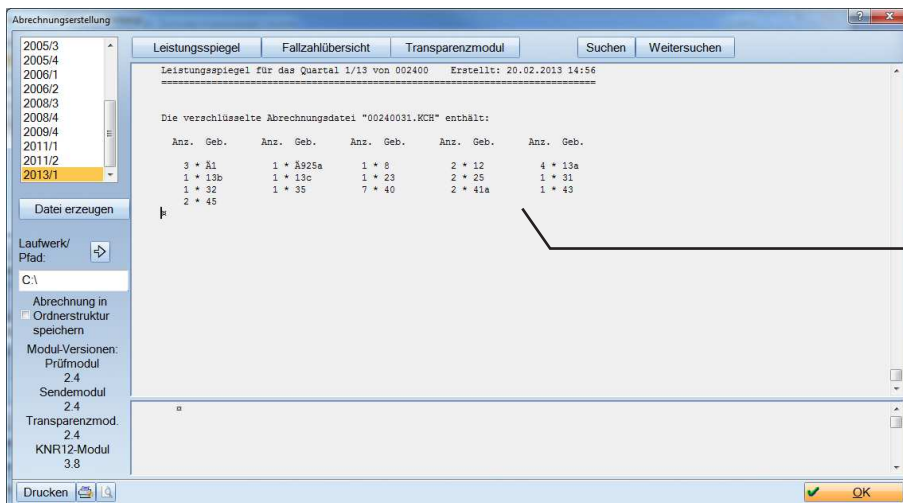 Abrechnungserstellung
2005/3
2005/4
2006/1
2006/2
2008/3
2008/4
2009/4
2011/1
2011/2
2013/1
Datei erzeugen
Laufwerk/
Pfad:
C:\
Abrechnung in
Ordnerstruktur
speichern
Modul-Versionen:
Prüfmodul
2.4
Sendemodul
2.4
Transparenzmod.
2.4
KNR12-Modul
3.8
Drucken
Leistungsspiegel Fallzahlübersicht Transparenzmodul Suchen Weitersuchen
Leistungsspiegel für das Quartal 1/13 von 002400 Erstellt: 20.02.2013 14:56
Die verschlüsselte Abrechnungsdatei "00240031.KCH" enthält:
Anz. Geb. Anz. Geb. Anz. Geb. Anz. Geb. Anz. Geb.
3 * Ä1 1 * Ä925a 1 * 8 2 * 12 4 * 13a
1 * 13b 1 * 13c 1 * 23 2 * 25 1 * 31
1 * 32 1 * 35 7 * 40 2 * 41a 1 * 43
2 * 45
¤
¤
OK